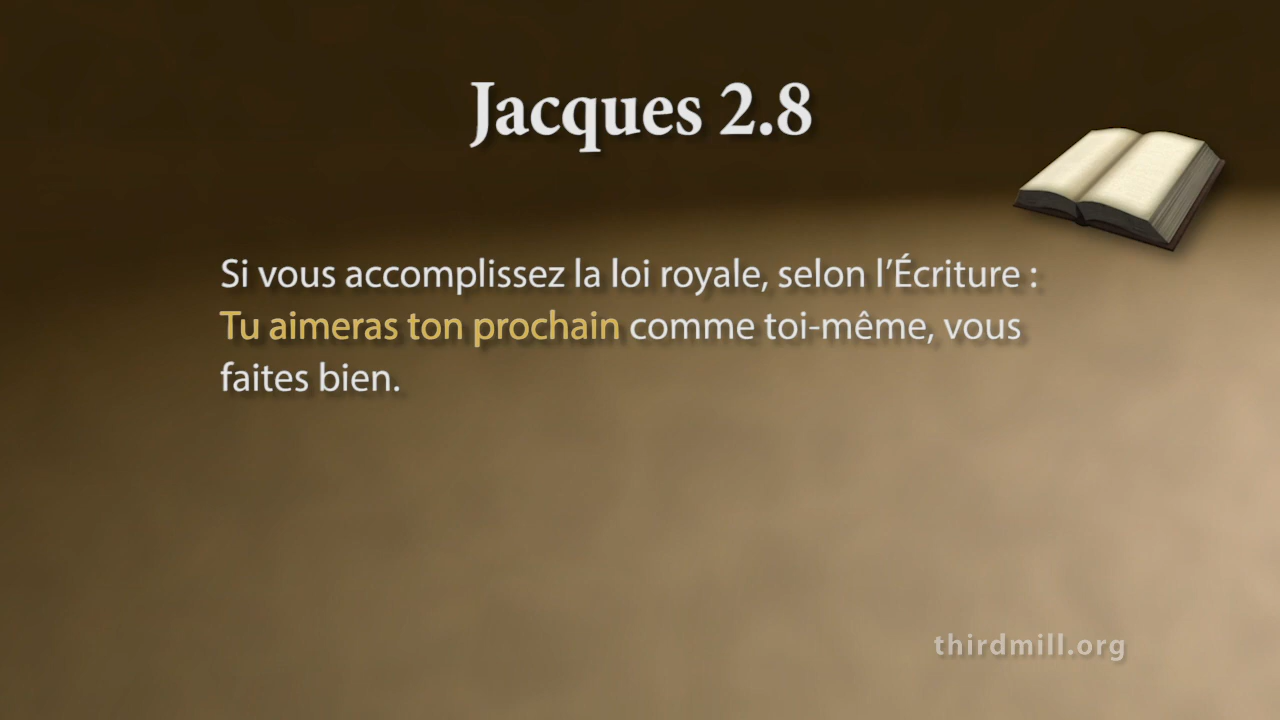 Jacques 2.8
Si vous accomplissez la loi royale, selon l’Écriture :
Tu aimeras ton prochain comme toi-même, vous
faites bien.
thirdmill.org